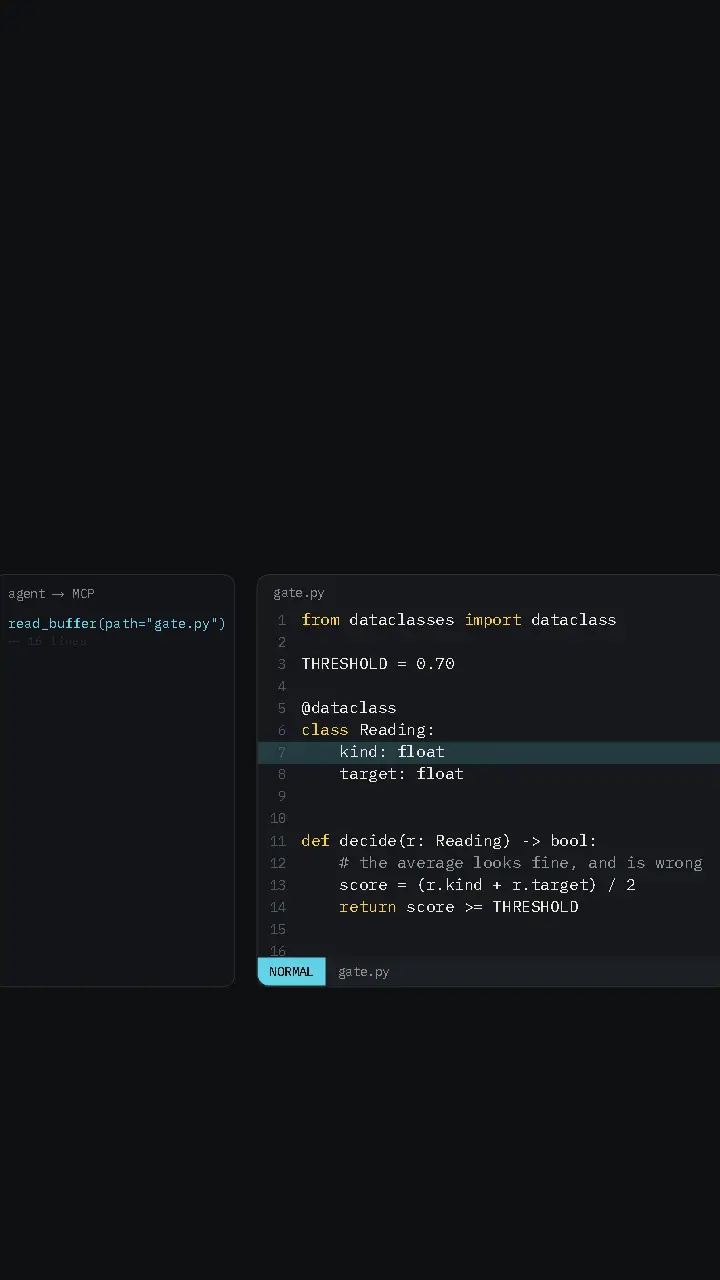 agent → MCP
read_buffer(path="gate.py")
← 16 lines
gate.py
1 from dataclasses import dataclass
2
3 THRESHOLD = 0.70
4
5 @dataclass
6 class Reading:
7     kind: float
8     target: float
9
10
11 def decide(r: Reading) -> bool:
12     # the average looks fine, and is wrong
13     score = (r.kind + r.target) / 2
14     return score >= THRESHOLD
15
16
NORMAL gate.py